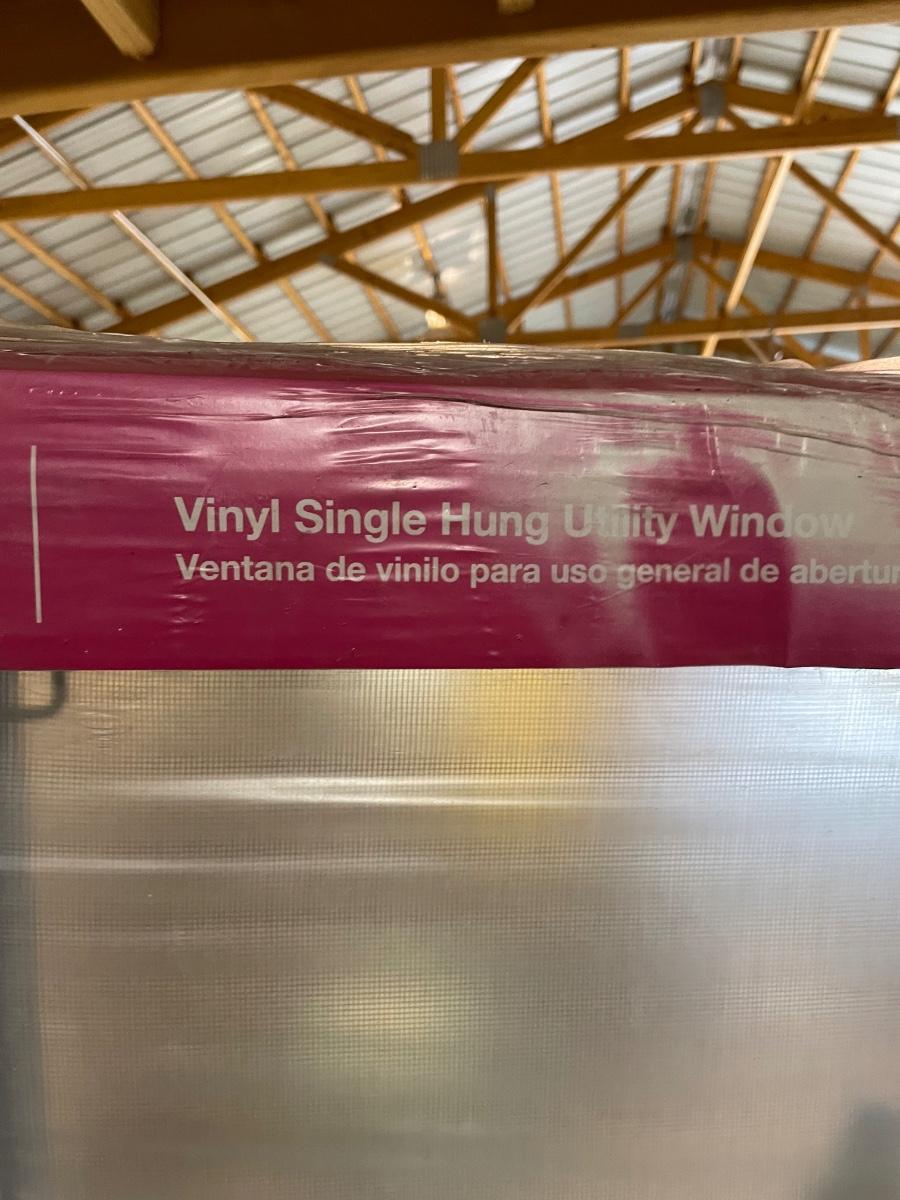 Vinyl Single Hung Utility Window
Ventana de vinilo para uso general de abertur